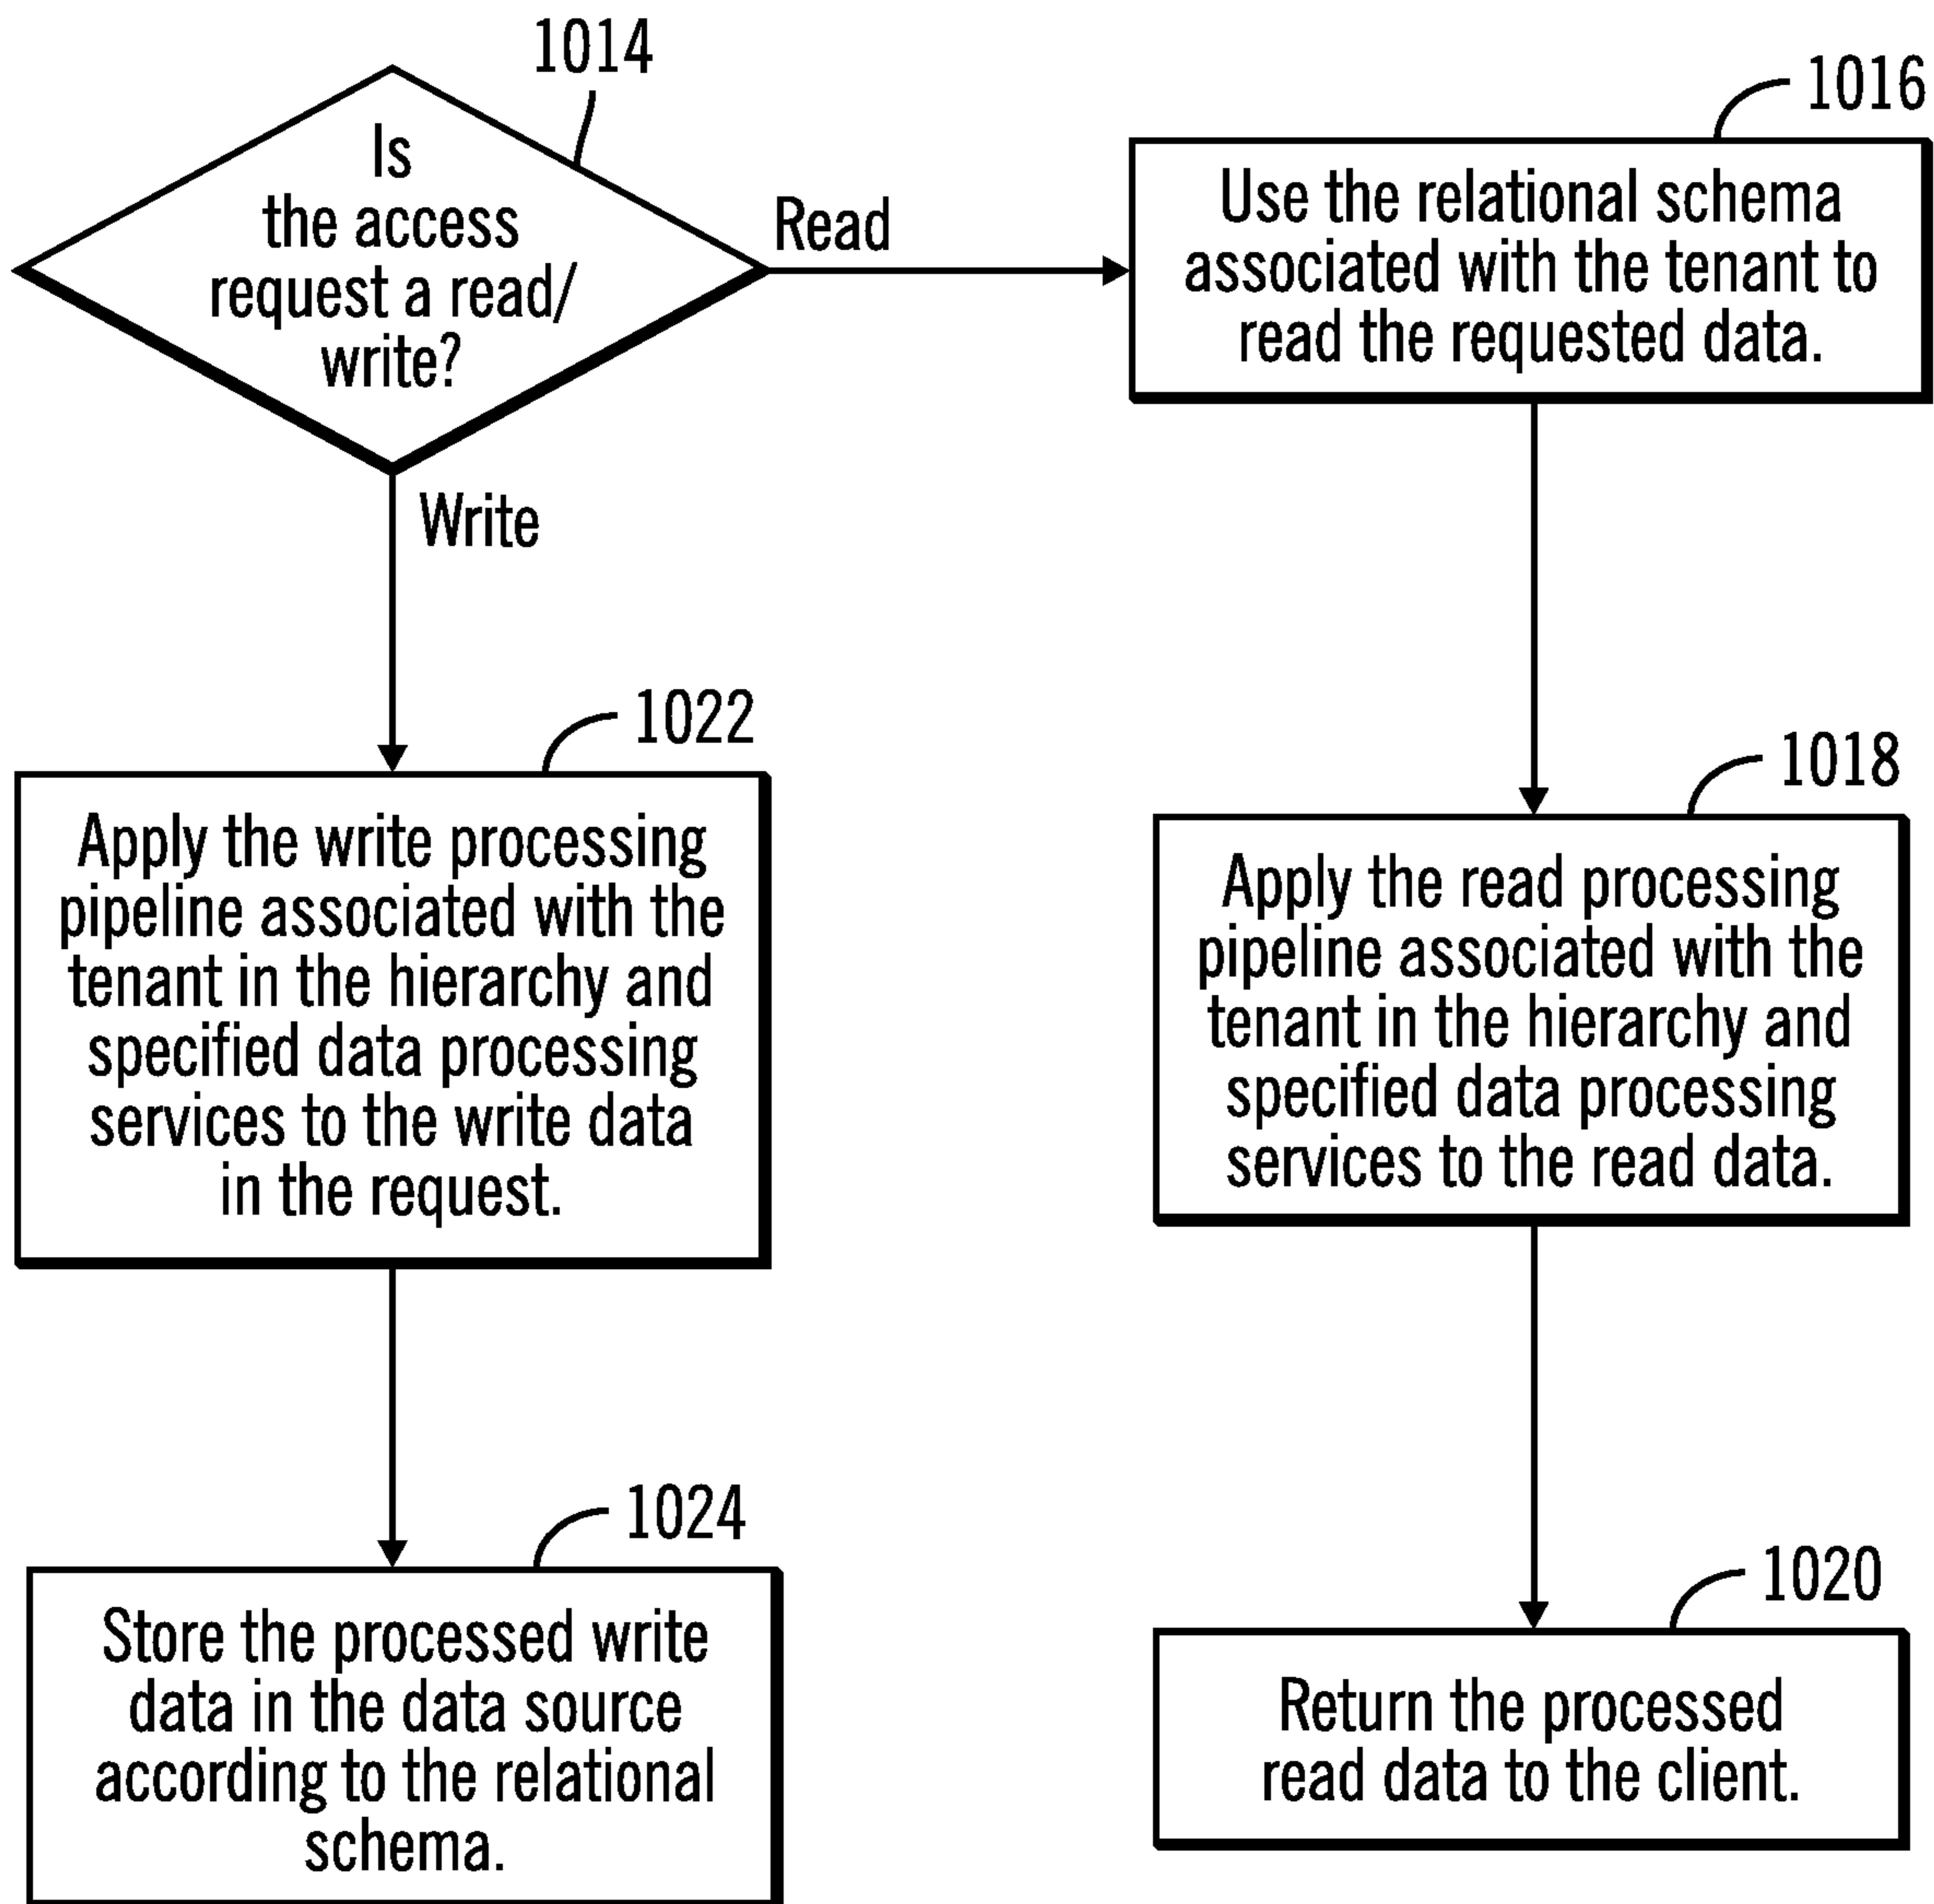 1014
Is
the access
request a read/
write?
Read
Write
1016
Use the relational schema
associated with the tenant to
read the requested data.
1022
Apply the write processing
pipeline associated with the
tenant in the hierarchy and
specified data processing
services to the write data
in the request.
1018
Apply the read processing
pipeline associated with the
tenant in the hierarchy and
specified data processing
services to the read data.
1024
Store the processed write
data in the data source
according to the relational
schema.
1020
Return the processed
read data to the client.